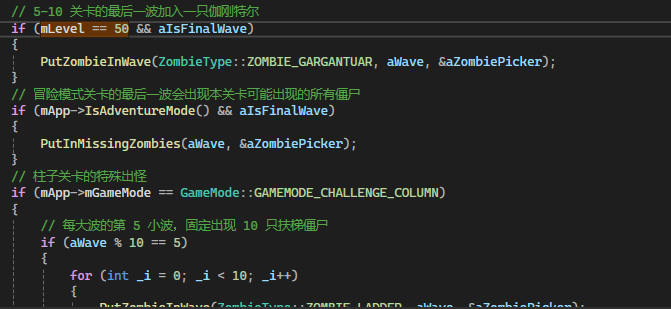 // 5-10 关卡的最后一波加入一只伽刚特尔
if (mLevel == 50 && aIsFinalWave)
{
PutZombieInWave(ZombieType::ZOMBIE_GARGANTUAR, aWave, &aZombiePicker);
}
// 冒险模式关卡的最后一波会出现本关卡可能出现的所有僵尸
if (mApp->IsAdventureMode() && aIsFinalWave)
{
PutInMissingZombies(aWave, &aZombiePicker);
}
// 柱子关卡的特殊出怪
if (mApp->mGameMode == GameMode::GAMEMODE_CHALLENGE_COLUMN)
{
// 每大波的第 5 小波，固定出现 10 只扶梯僵尸
if (aWave % 10 == 5)
{
for (int _i = 0; _i < 10; _i++)
{
PutZombieInWave(ZombieType::ZOMBIE_LADDER, aWave, &aZombiePicker);